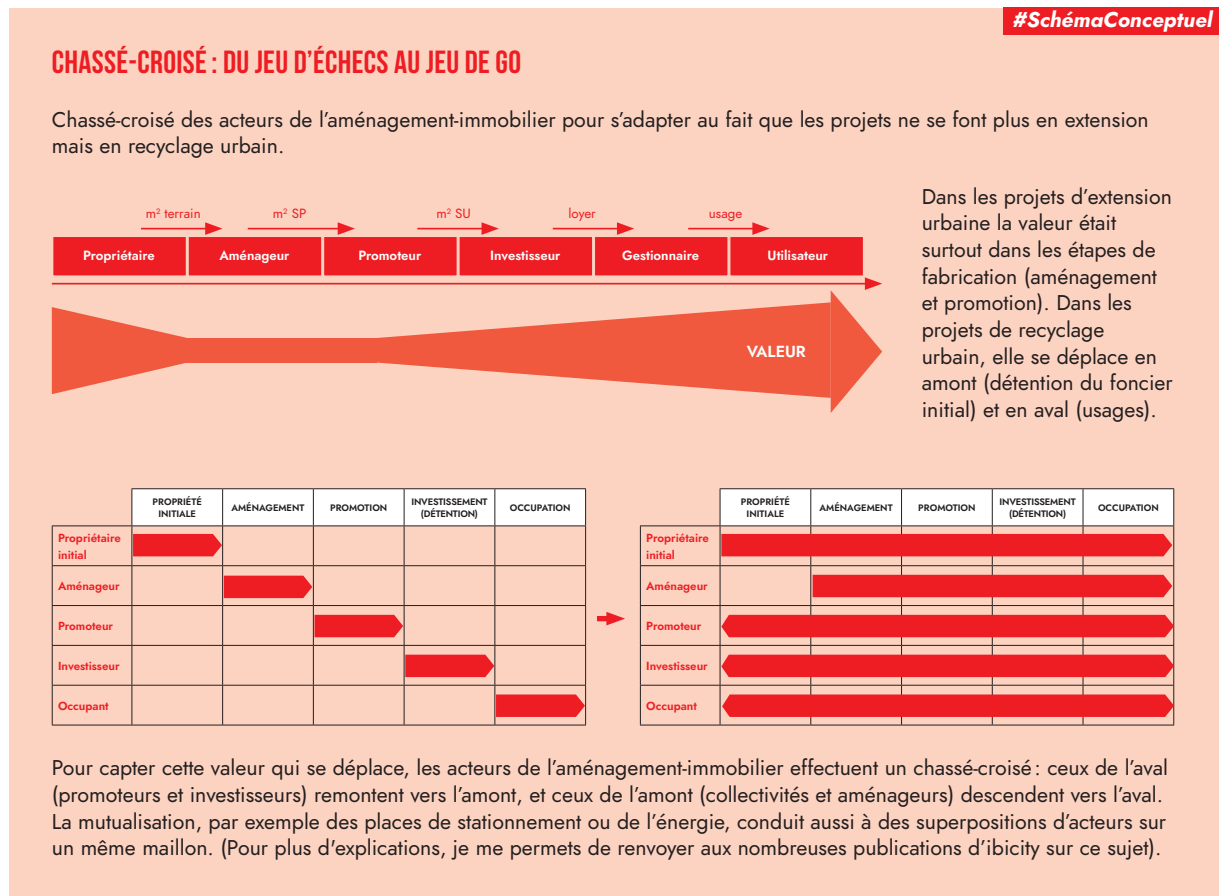 #SchémaConceptuel
CHASSÉ-CROISÉ : DU JEU D'ÉCHECS AU JEU DE GO
Chassé-croisé des acteurs de l'aménagement-immobilier pour s'adapter au fait que les projets ne se font plus en extension
mais en recyclage urbain.
m² terrain m² SP m² SU loyer usage
Propriétaire Aménageur Promoteur Investisseur Gestionnaire Utilisateur
VALEUR
Dans les projets d'extension
urbaine la valeur était
surtout dans les étapes de
fabrication (aménagement
et promotion). Dans les
projets de recyclage
urbain, elle se déplace en
amont (détention du foncier
initial) et en aval (usages).
PROPRIÉTÉ
INITIALE
AMÉNAGEMENT
PROMOTION
INVESTISSEMENT
(DÉTENTION)
OCCUPATION
Propriétaire
initial
Aménageur
Promoteur
Investisseur
Occupant
PROPRIÉTÉ
INITIALE
AMÉNAGEMENT
PROMOTION
INVESTISSEMENT
(DÉTENTION)
OCCUPATION
Propriétaire
initial
Aménageur
Promoteur
Investisseur
Occupant
Pour capter cette valeur qui se déplace, les acteurs de l'aménagement-immobilier effectuent un chassé-croisé : ceux de l'aval
(promoteurs et investisseurs) remontent vers l'amont, et ceux de l'amont (collectivités et aménageurs) descendent vers l'aval.
La mutualisation, par exemple des places de stationnement ou de l'énergie, conduit aussi à des superpositions d'acteurs sur
un même maillon. (Pour plus d'explications, je me permets de renvoyer aux nombreuses publications d'ibicity sur ce sujet).